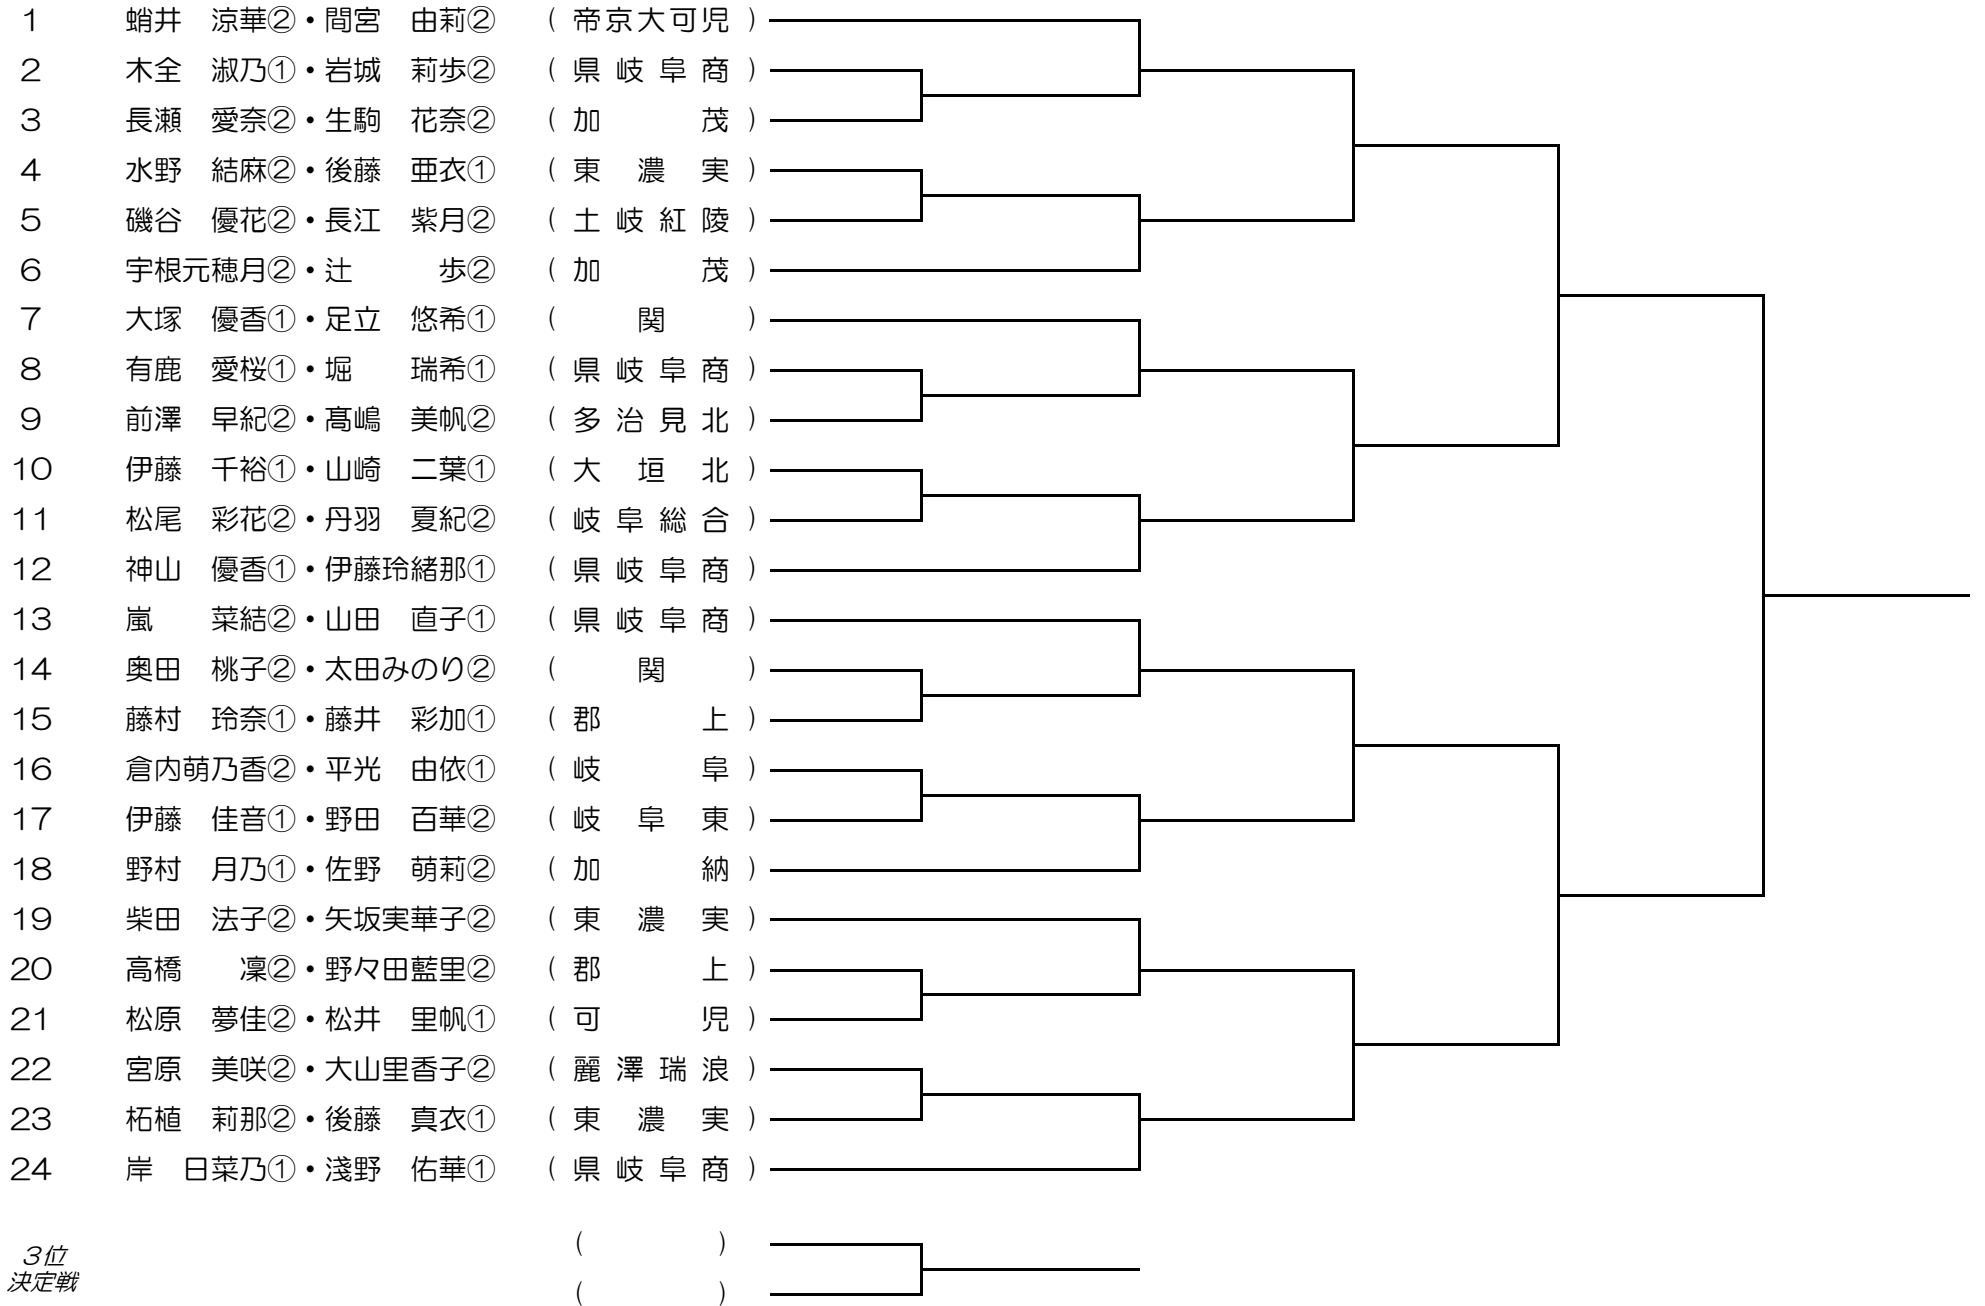 1 蛸井 涼華②・間宮 由莉② (帝京大可児)
2 木全 淑乃①・岩城 莉歩② (県岐阜商)
3 長瀬 愛奈②・生駒 花奈② (加茂)
4 水野 結麻②・後藤 亜衣① (東濃実)
5 磯谷 優花②・長江 紫月② (土岐紅陵)
6 宇根元穂月②・辻 歩② (加茂)
7 大塚 優香①・足立 悠希① (関)
8 有鹿 愛桜①・堀 瑞希① (県岐阜商)
9 前澤 早紀②・髙嶋 美帆② (多治見北)
10 伊藤 千裕①・山崎 二葉① (大垣北)
11 松尾 彩花②・丹羽 夏紀② (岐阜総合)
12 神山 優香①・伊藤玲緒那① (県岐阜商)
13 嵐 菜結②・山田 直子① (県岐阜商)
14 奥田 桃子②・太田みのり② (関)
15 藤村 玲奈①・藤井 彩加① (郡上)
16 倉内萌乃香②・平光 由依① (岐阜)
17 伊藤 佳音①・野田 百華② (岐阜東)
18 野村 月乃①・佐野 萌莉② (加納)
19 柴田 法子②・矢坂実華子② (東濃実)
20 高橋 凜②・野々田藍里② (郡上)
21 松原 夢佳②・松井 里帆① (可児)
22 宮原 美咲②・大山里香子② (麗澤瑞浪)
23 柘植 莉那②・後藤 真衣① (東濃実)
24 岸 日菜乃①・淺野 佑華① (県岐阜商)
( )
3位
決定戦
( )